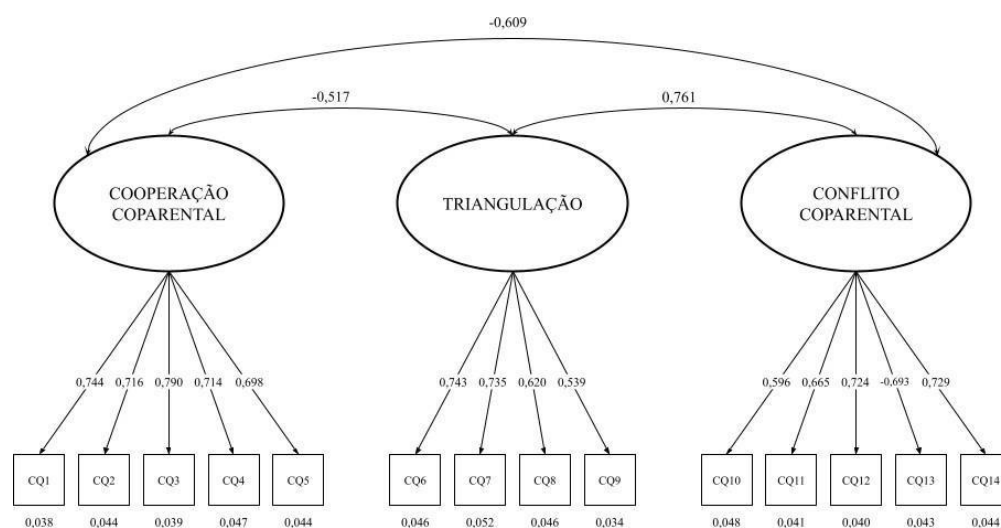 -0,609
-0,517 0,761
COOPERAÇÃO
COPARENTAL
TRIANGULAÇÃO
CONFLITO
COPARENTAL
0,744 0,716 0,790 0,714 0,698 0,743 0,735 0,620 0,539 0,596 0,665 0,724 -0,693 0,729
CQ1 CQ2 CQ3 CQ4 CQ5 CQ6 CQ7 CQ8 CQ9 CQ10 CQ11 CQ12 CQ13 CQ14
0,038 0,044 0,039 0,047 0,044 0,046 0,052 0,046 0,034 0,048 0,041 0,040 0,043 0,044